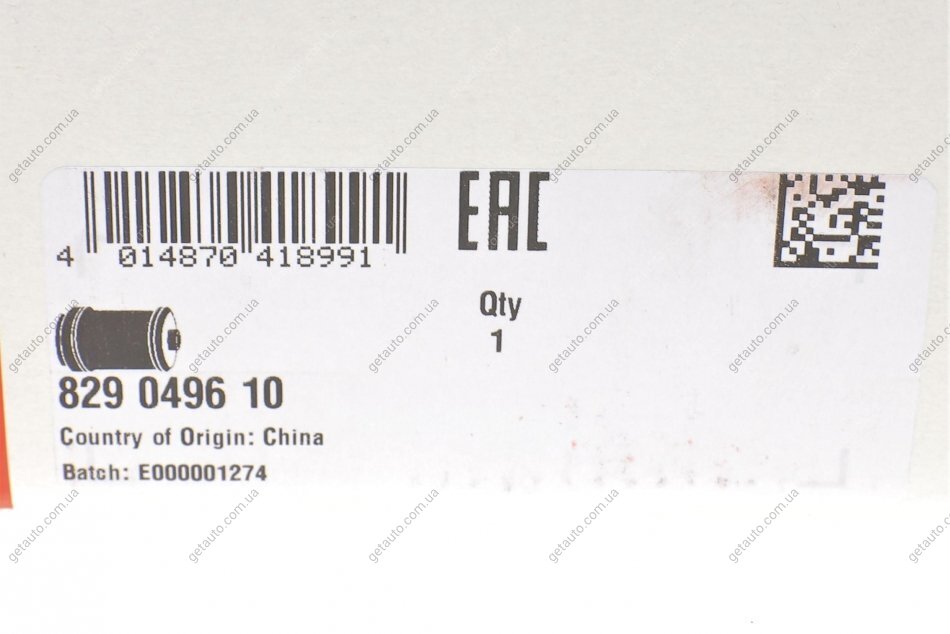 4 014870 418991
EAC
Qty
1
829 0496 10
Country of Origin: China
Batch: E000001274
getauto.com.ua